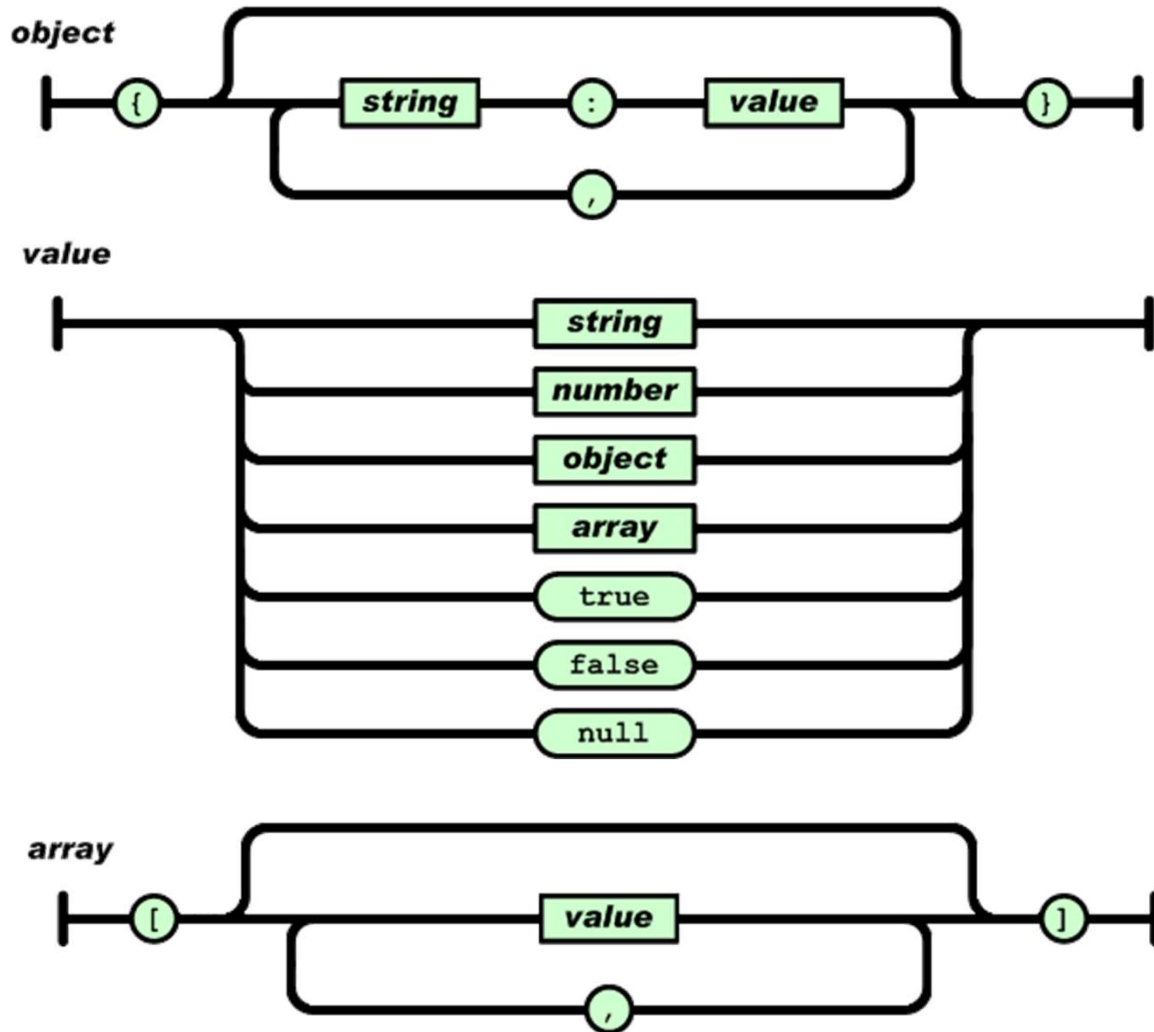 object
{ string : value }
,
value
string
number
object
array
true
false
null
array
[ value ]
,